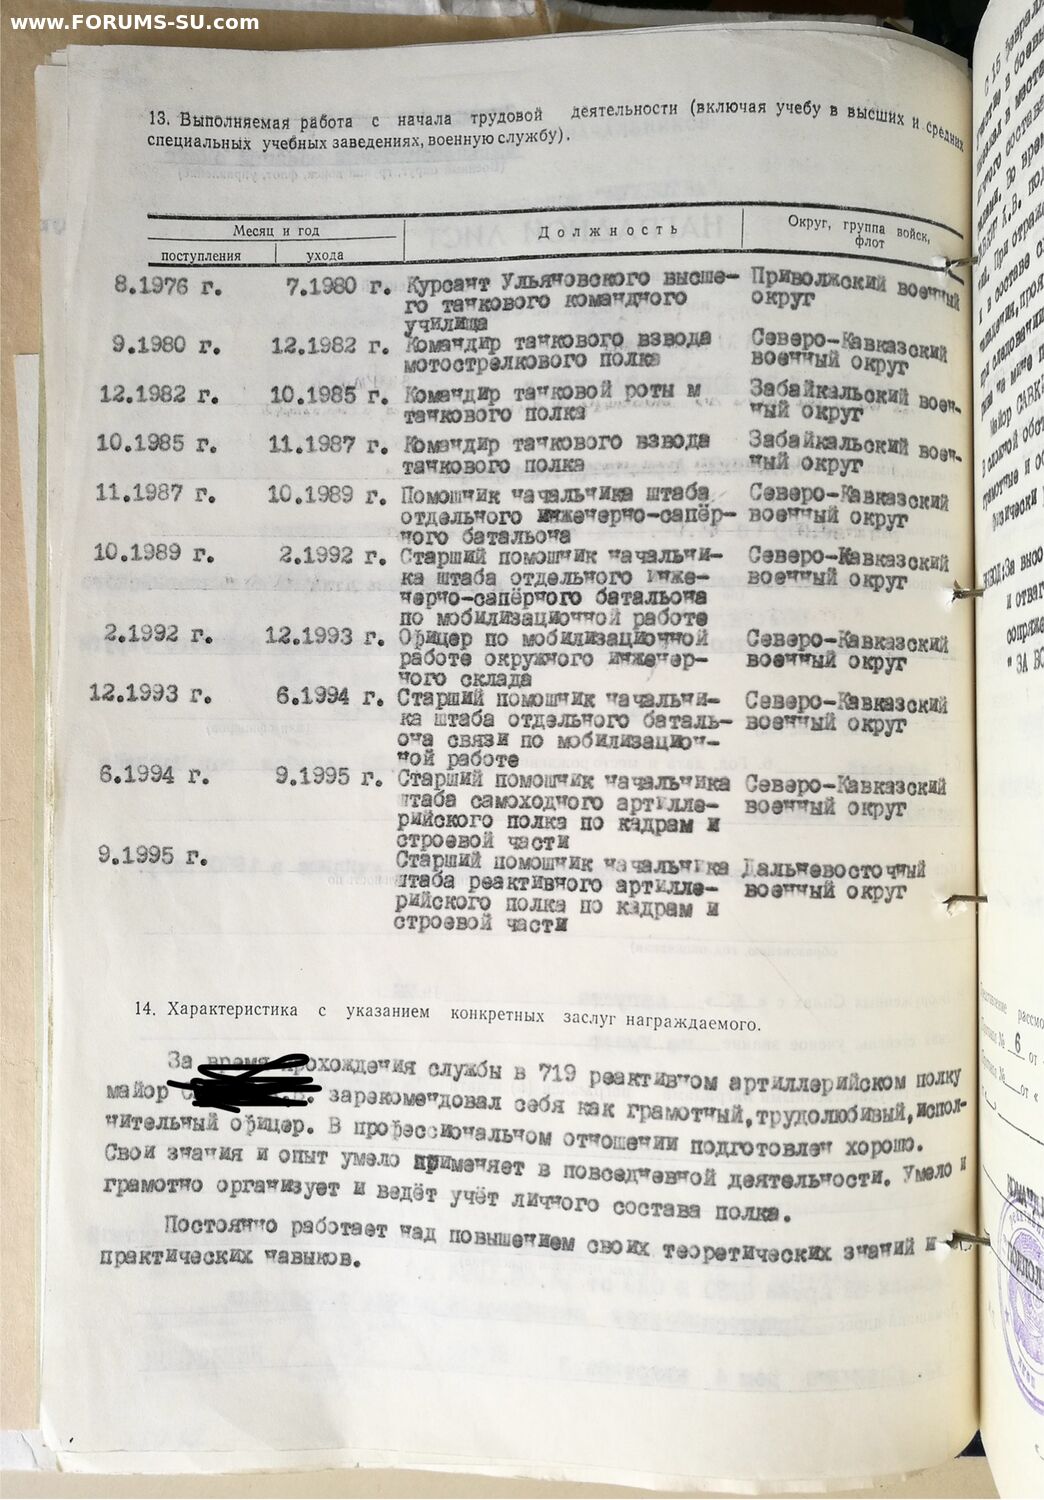 www.FORUMS-SU.com
13. Выполняемая работа с начала трудовой деятельности (включая учебу в высших и средних
специальных учебных заведениях, военную службу).
Месяц и год
Должность
Округ, группа войск,
флот
поступления
ухода
8.1976 г. 7.1980 г. Курсант Ульяновского высше- Приволжский военный
го танкового командного округ
училища
9.1980 г. 12.1982 г. Командир танкового взвода Северо-Кавказский
мотострелкового полка военный округ
12.1982 г. 10.1985 г. Командир танковой роты м Забайкальский воен-
танкового полка ный округ
10.1985 г. 11.1987 г. Командир танкового взвода Забайкальский воен-
танкового полка ный округ
11.1987 г. 10.1989 г. Помошник начальника штаба Северо-Кавказский
отдельного инженерно-сапёр- военный округ
ного батальона
10.1989 г. 2.1992 г. Старший помошник начальни- Северо-Кавказский
ка штаба отдельного инже- военный округ
нерно-сапёрного батальона
по мобилизационной работе
2.1992 г. 12.1993 г. Офицер по мобилизационной Северо-Кавказский
работе окружного инженер- военный округ
ного склада
12.1993 г. 6.1994 г. Старший помошник начальни- Северо-Кавказский
ка штаба отдельного баталь- военный округ
она связи по мобилизацион-
ной работе
6.1994 г. 9.1995 г. Старший помошник начальника Северо-Кавказский
штаба самоходного артилле- военный округ
рийского полка по кадрам и
строевой части
9.1995 г. Старший помошник начальника Дальневосточный
штаба реактивного артилле- военный округ
рийского полка по кадрам и
строевой части
14. Характеристика с указанием конкретных заслуг награждаемого.
За время прохождения службы в 719 реактивном артиллерийском полку
майор зарекомендовал себя как грамотный,трудолюбивый,испол-
нительный офицер. В профессиональном отношении подготовлен хорошо.
Свои знания и опыт умело применяет в повседневной деятельности. Умело и
грамотно организует и ведёт учёт личного состава полка.
Постоянно работает над повышением своих теоретических знаний и
практических навыков.